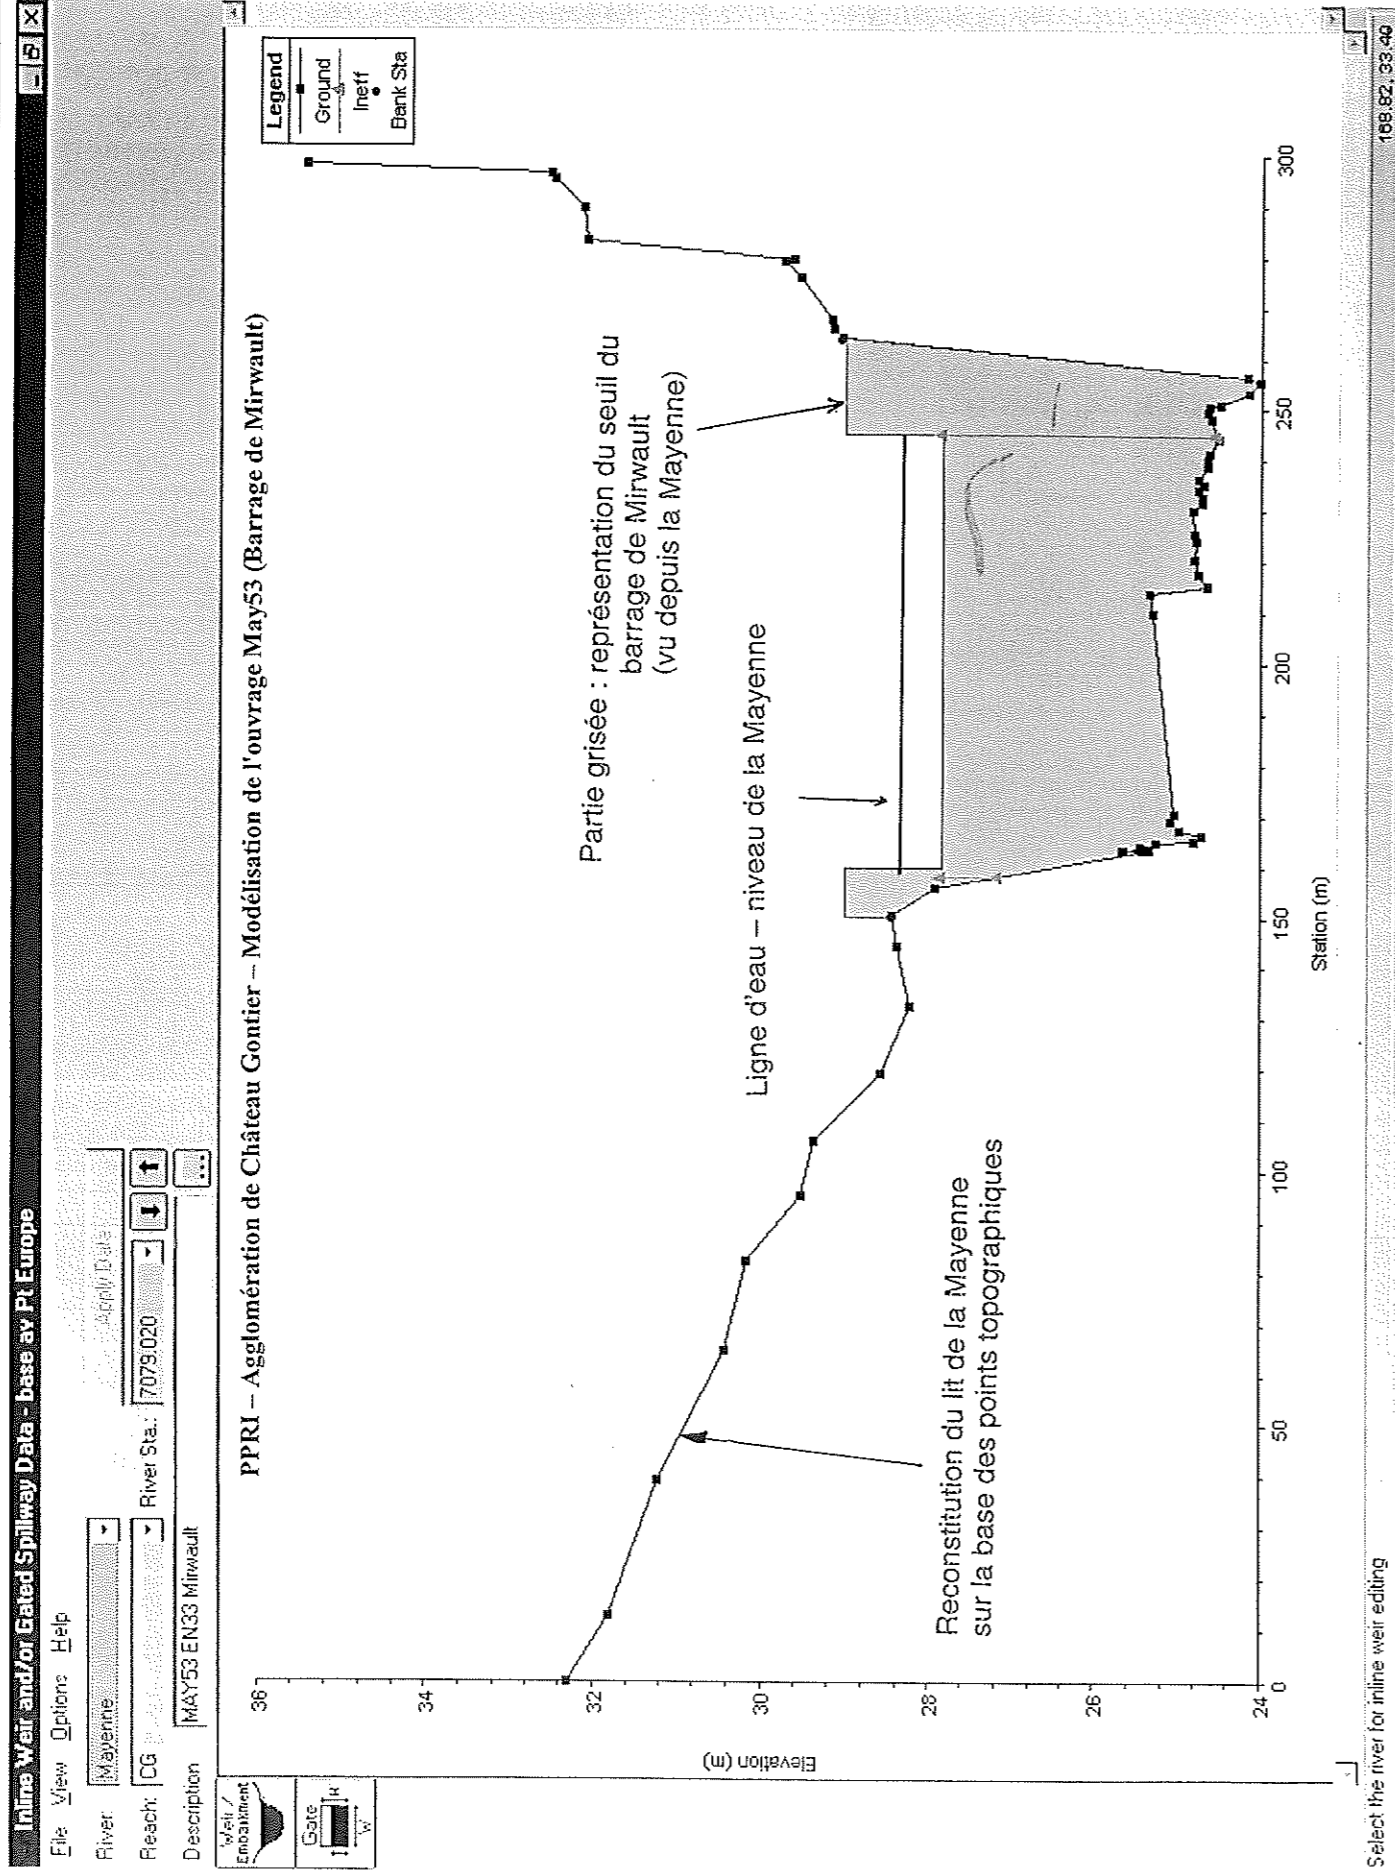 Inline Weir and/or Gated Spillway Data - base av Pt Europe
File View Options Help
River: Mayenne
Apply Data
Reach: CG River Sta.: 7079.020
Description MAY53 EN33 Mirwault ...
Weir / Embankment
Gate
H
W
PPRI – Agglomération de Château Gontier – Modélisation de l'ouvrage May53 (Barrage de Mirwault)
Legend
Ground
Ineff
Bank Sta
Partie grisée : représentation du seuil du
barrage de Mirwault
(vu depuis la Mayenne)
Ligne d'eau – niveau de la Mayenne
Reconstitution du lit de la Mayenne
sur la base des points topographiques
Elevation (m)
36
34
32
30
28
26
24
0
50
100
150
200
250
300
Station (m)
Select the river for inline weir editing
168.82, 33.40